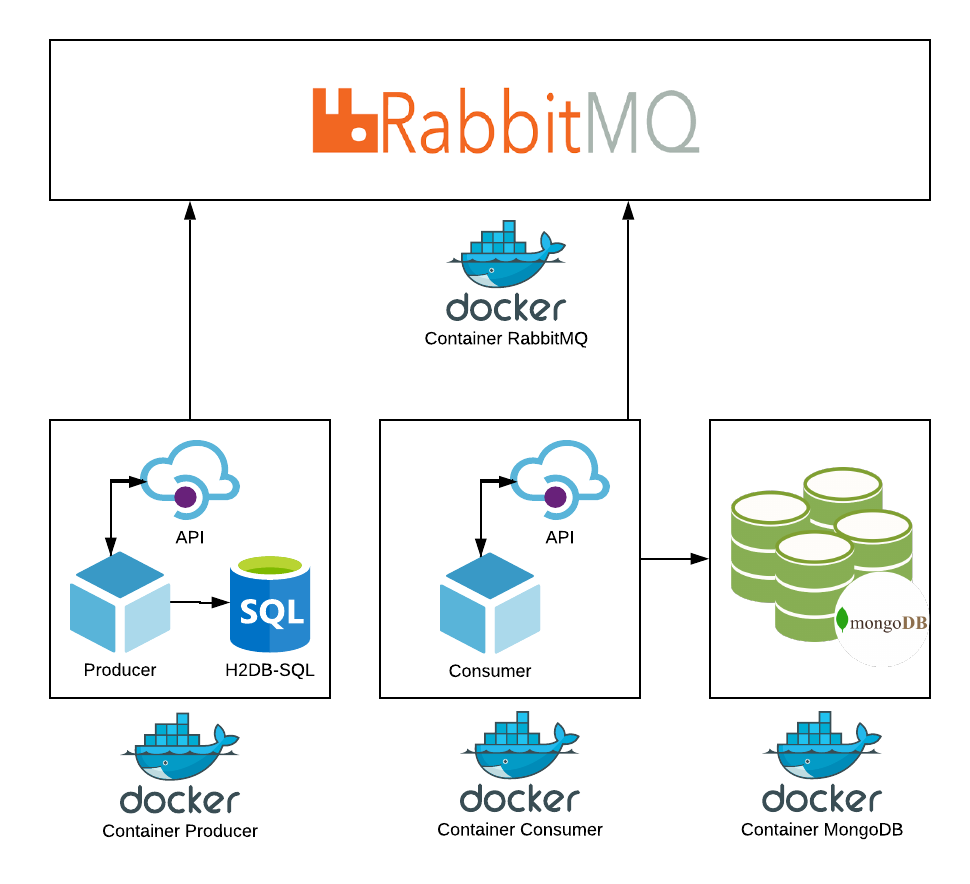 RabbitMQ
docker
Container RabbitMQ
API
Producer
SQL
H2DB-SQL
docker
Container Producer
API
Consumer
docker
Container Consumer
mongoDB
docker
Container MongoDB